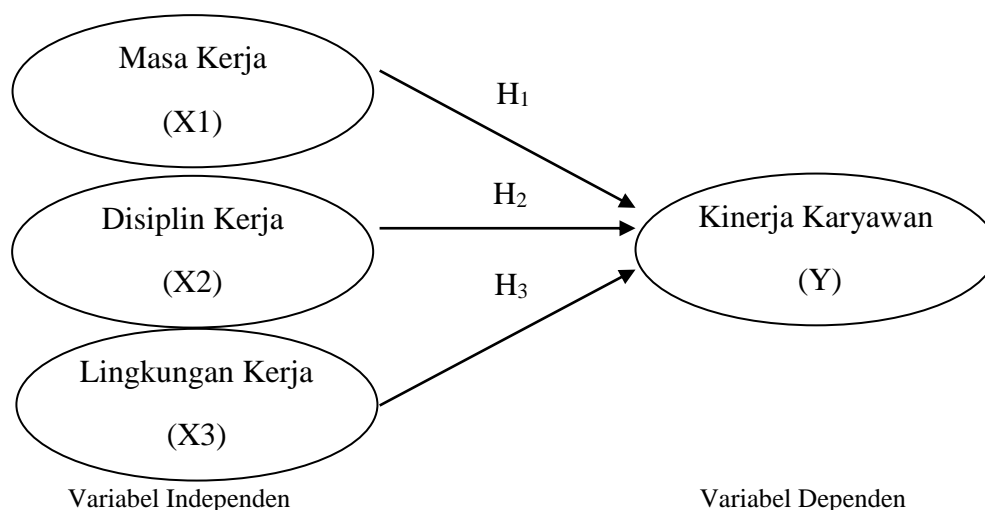 Masa Kerja
(X1)
H1
Disiplin Kerja
(X2)
H2
Kinerja Karyawan
(Y)
H3
Lingkungan Kerja
(X3)
Variabel Independen
Variabel Dependen